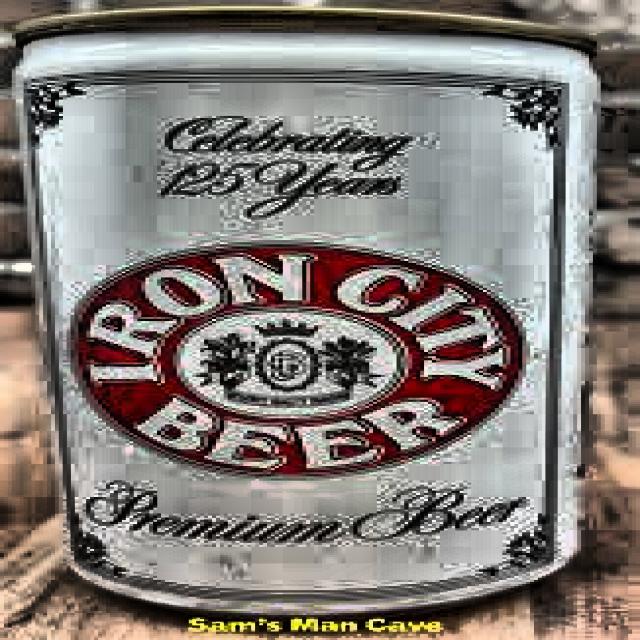 Celebrating
125 Years
IRON CITY
BEER
Premium Beer
Sam's Man Cave